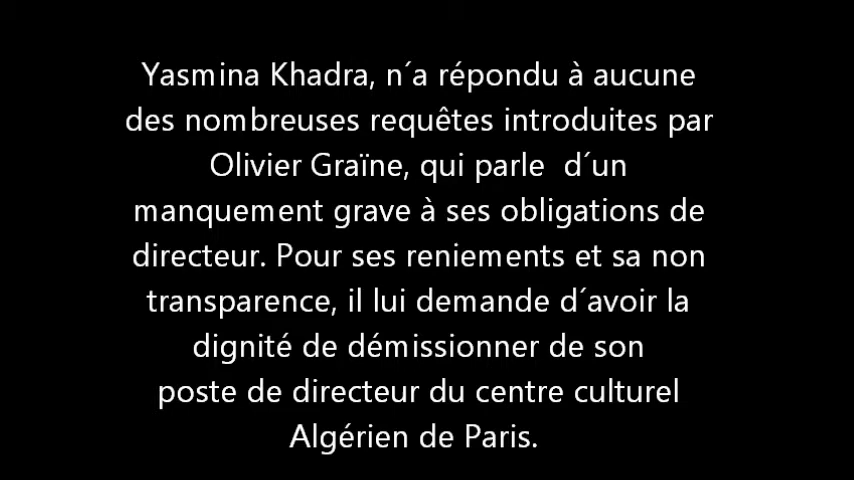 Yasmina Khadra, n´a répondu à aucune
des nombreuses requêtes introduites par
Olivier Graïne, qui parle  d´un
manquement grave à ses obligations de
directeur. Pour ses reniements et sa non
transparence, il lui demande d´avoir la
dignité de démissionner de son
poste de directeur du centre culturel
Algérien de Paris.